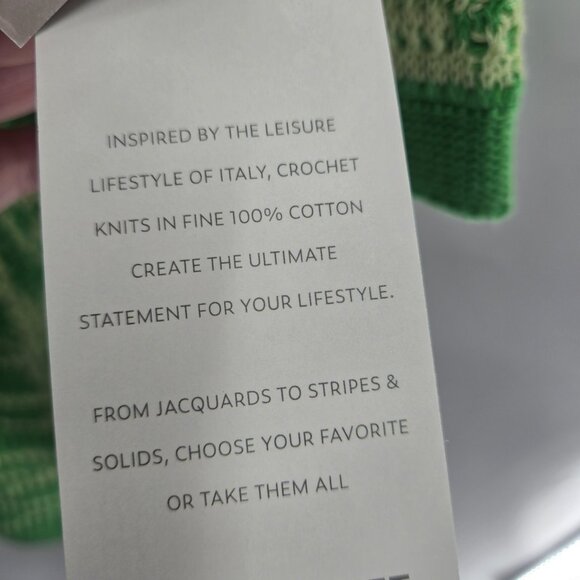 INSPIRED BY THE LEISURE
LIFESTYLE OF ITALY, CROCHET
KNITS IN FINE 100% COTTON
CREATE THE ULTIMATE
STATEMENT FOR YOUR LIFESTYLE.
FROM JACQUARDS TO STRIPES &
SOLIDS, CHOOSE YOUR FAVORITE
OR TAKE THEM ALL